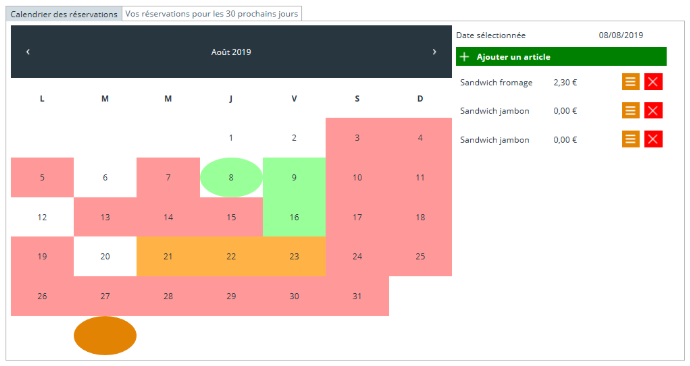 Calendrier des réservations Vos réservations pour les 30 prochains jours
‹ Août 2019 ›
L M M J V S D
1 2 3 4
5 6 7 8 9 10 11
12 13 14 15 16 17 18
19 20 21 22 23 24 25
26 27 28 29 30 31
Date sélectionnée 08/08/2019
+ Ajouter un article
Sandwich fromage 2,30 €
Sandwich jambon 0,00 €
Sandwich jambon 0,00 €